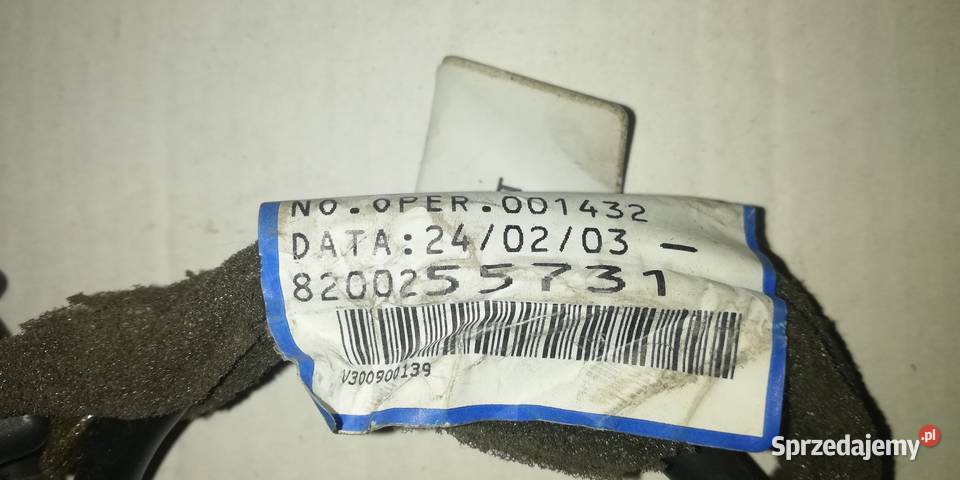 T
NO.OPER.001432
DATA:24/02/03 -
8200255731
V300900139
Sprzedajemy.pl